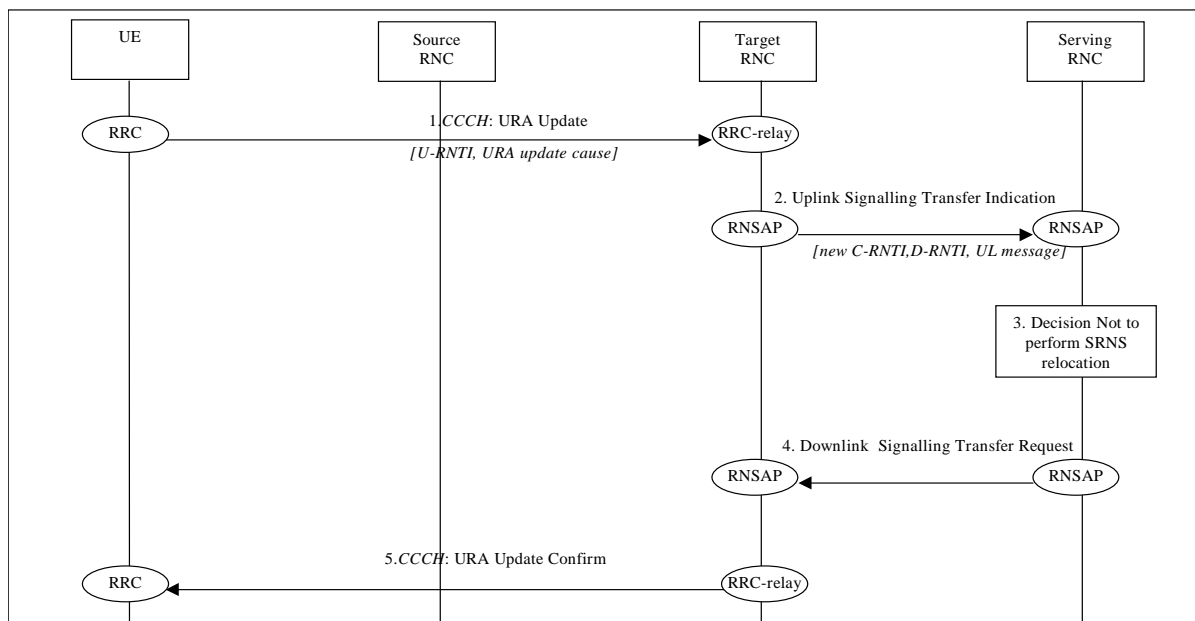 UE
Source
RNC
Target
RNC
Serving
RNC
1.CCCH: URA Update
RRC
RRC-relay
[U-RNTI, URA update cause]
2. Uplink Signalling Transfer Indication
RNSAP
RNSAP
[new C-RNTI,D-RNTI, UL message]
3. Decision Not to
perform SRNS
relocation
4. Downlink Signalling Transfer Request
RNSAP
RNSAP
5.CCCH: URA Update Confirm
RRC
RRC-relay